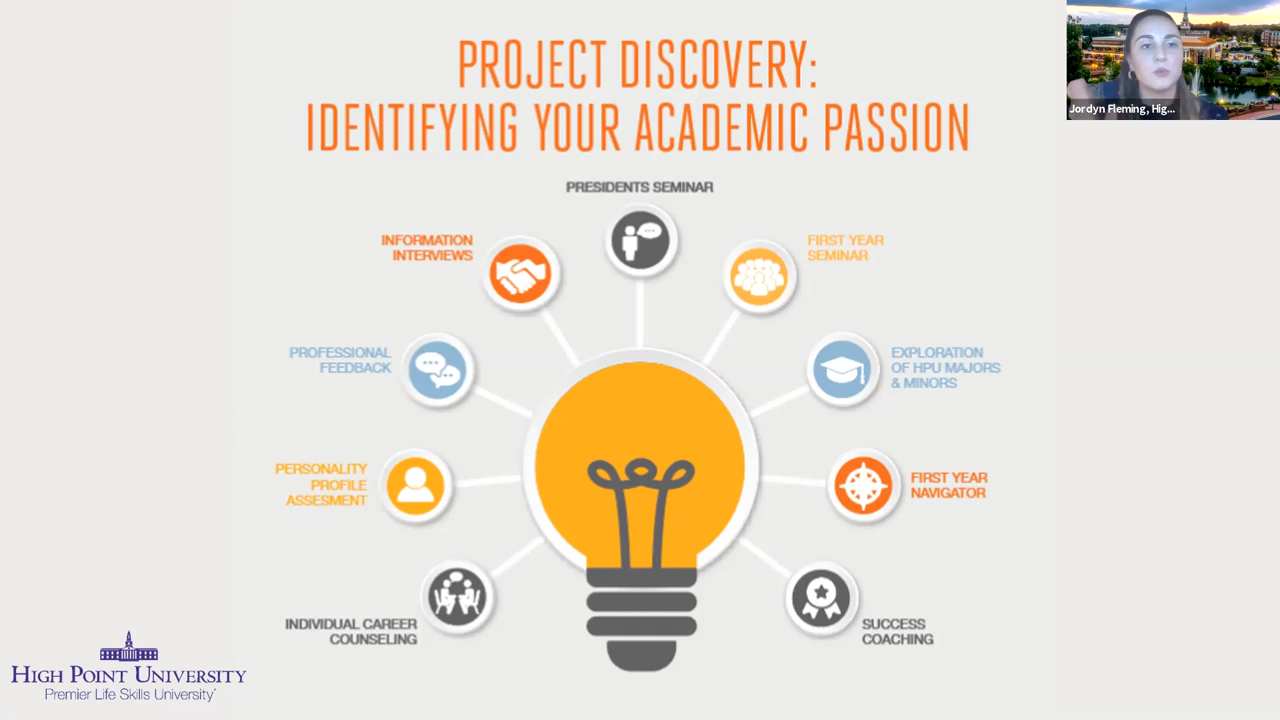 PROJECT DISCOVERY:
IDENTIFYING YOUR ACADEMIC PASSION
Jordyn Fleming, Hig...
PRESIDENTS SEMINAR
INFORMATION
INTERVIEWS
FIRST YEAR
SEMINAR
PROFESSIONAL
FEEDBACK
EXPLORATION
OF HPU MAJORS
& MINORS
PERSONALITY
PROFILE
ASSESMENT
FIRST YEAR
NAVIGATOR
INDIVIDUAL CAREER
COUNSELING
SUCCESS
COACHING
HIGH POINT UNIVERSITY
Premier Life Skills University